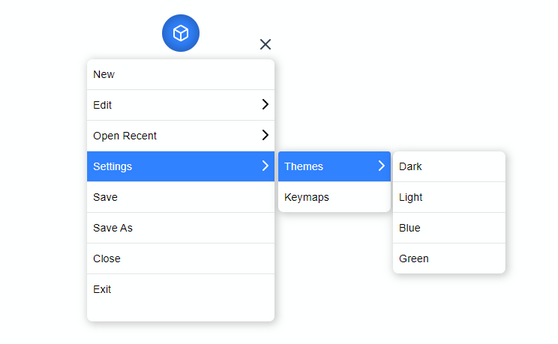 New
Edit
Open Recent
Settings
Themes
Dark
Save
Keymaps
Light
Save As
Blue
Close
Green
Exit